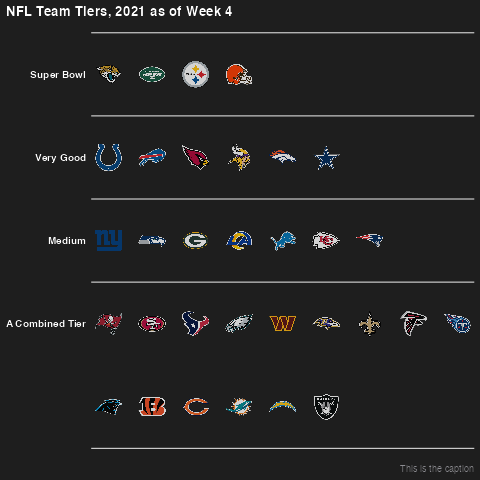 NFL Team Tiers, 2021 as of Week 4
Super Bowl
Very Good
Medium
A Combined Tier
This is the caption